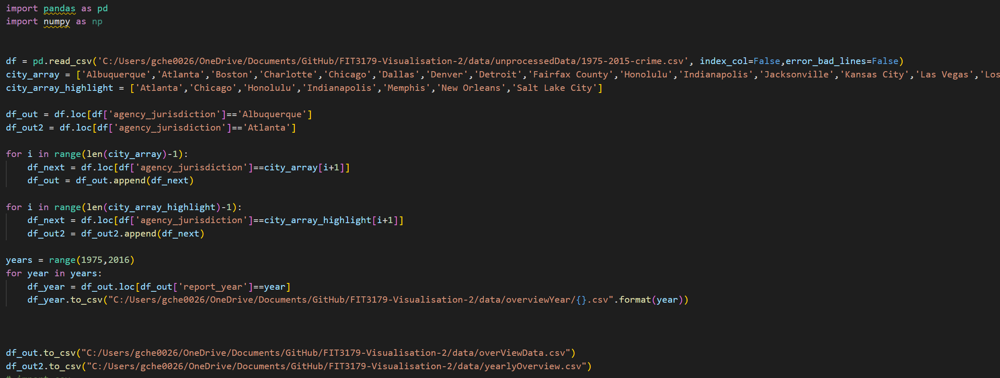 import pandas as pd
import numpy as np
df = pd.read_csv('C:/Users/gche0026/OneDrive/Documents/GitHub/FIT3179-Visualisation-2/data/unprocessedData/1975-2015-crime.csv', index_col=False,error_bad_lines=False)
city_array = ['Albuquerque','Atlanta','Boston','Charlotte','Chicago','Dallas','Denver','Detroit','Fairfax County','Honolulu','Indianapolis','Jacksonville','Kansas City','Las Vegas','Los
city_array_highlight = ['Atlanta','Chicago','Honolulu','Indianapolis','Memphis','New Orleans','Salt Lake City']
df_out = df.loc[df['agency_jurisdiction']=='Albuquerque']
df_out2 = df.loc[df['agency_jurisdiction']=='Atlanta']
for i in range(len(city_array)-1):
    df_next = df.loc[df['agency_jurisdiction']==city_array[i+1]]
    df_out = df_out.append(df_next)
for i in range(len(city_array_highlight)-1):
    df_next = df.loc[df['agency_jurisdiction']==city_array_highlight[i+1]]
    df_out2 = df_out2.append(df_next)
years = range(1975,2016)
for year in years:
    df_year = df_out.loc[df_out['report_year']==year]
    df_year.to_csv("C:/Users/gche0026/OneDrive/Documents/GitHub/FIT3179-Visualisation-2/data/overviewYear/{}.csv".format(year))
df_out.to_csv("C:/Users/gche0026/OneDrive/Documents/GitHub/FIT3179-Visualisation-2/data/overViewData.csv")
df_out2.to_csv("C:/Users/gche0026/OneDrive/Documents/GitHub/FIT3179-Visualisation-2/data/yearlyOverview.csv")
# import csv